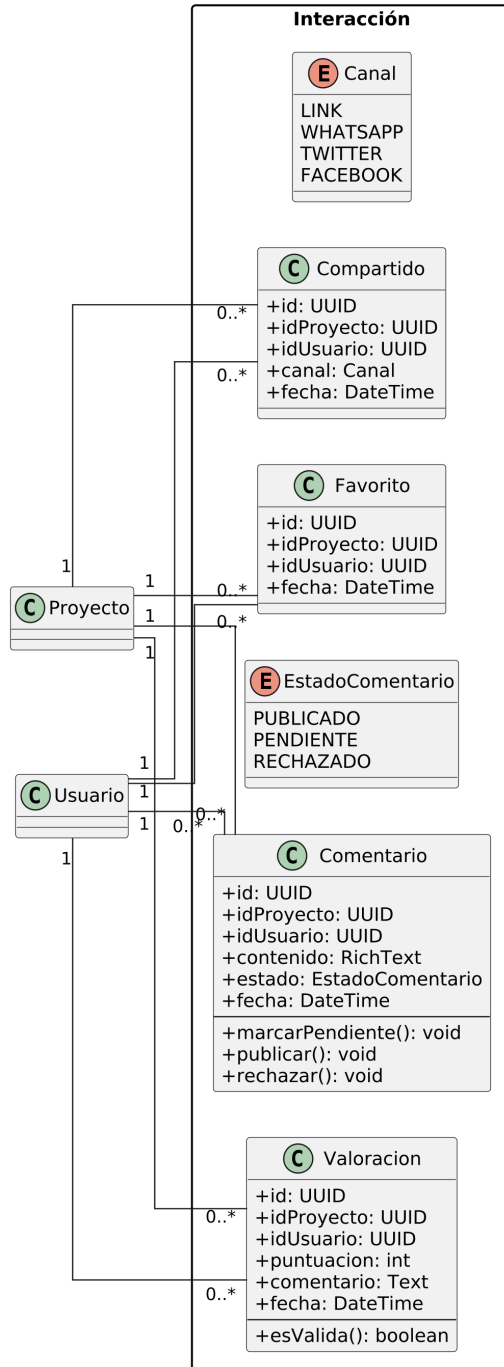 Interacción
E Canal
LINK
WHATSAPP
TWITTER
FACEBOOK
C Compartido
+id: UUID
+idProyecto: UUID
+idUsuario: UUID
+canal: Canal
+fecha: DateTime
0..*
0..*
C Favorito
+id: UUID
+idProyecto: UUID
+idUsuario: UUID
+fecha: DateTime
1
1
0..*
C Proyecto
1
0..*
1
E EstadoComentario
PUBLICADO
PENDIENTE
RECHAZADO
1
C Usuario
1
1
0..*
0..*
1
C Comentario
+id: UUID
+idProyecto: UUID
+idUsuario: UUID
+contenido: RichText
+estado: EstadoComentario
+fecha: DateTime
+marcarPendiente(): void
+publicar(): void
+rechazar(): void
C Valoracion
+id: UUID
+idProyecto: UUID
+idUsuario: UUID
+puntuacion: int
+comentario: Text
+fecha: DateTime
+esValida(): boolean
0..*
0..*